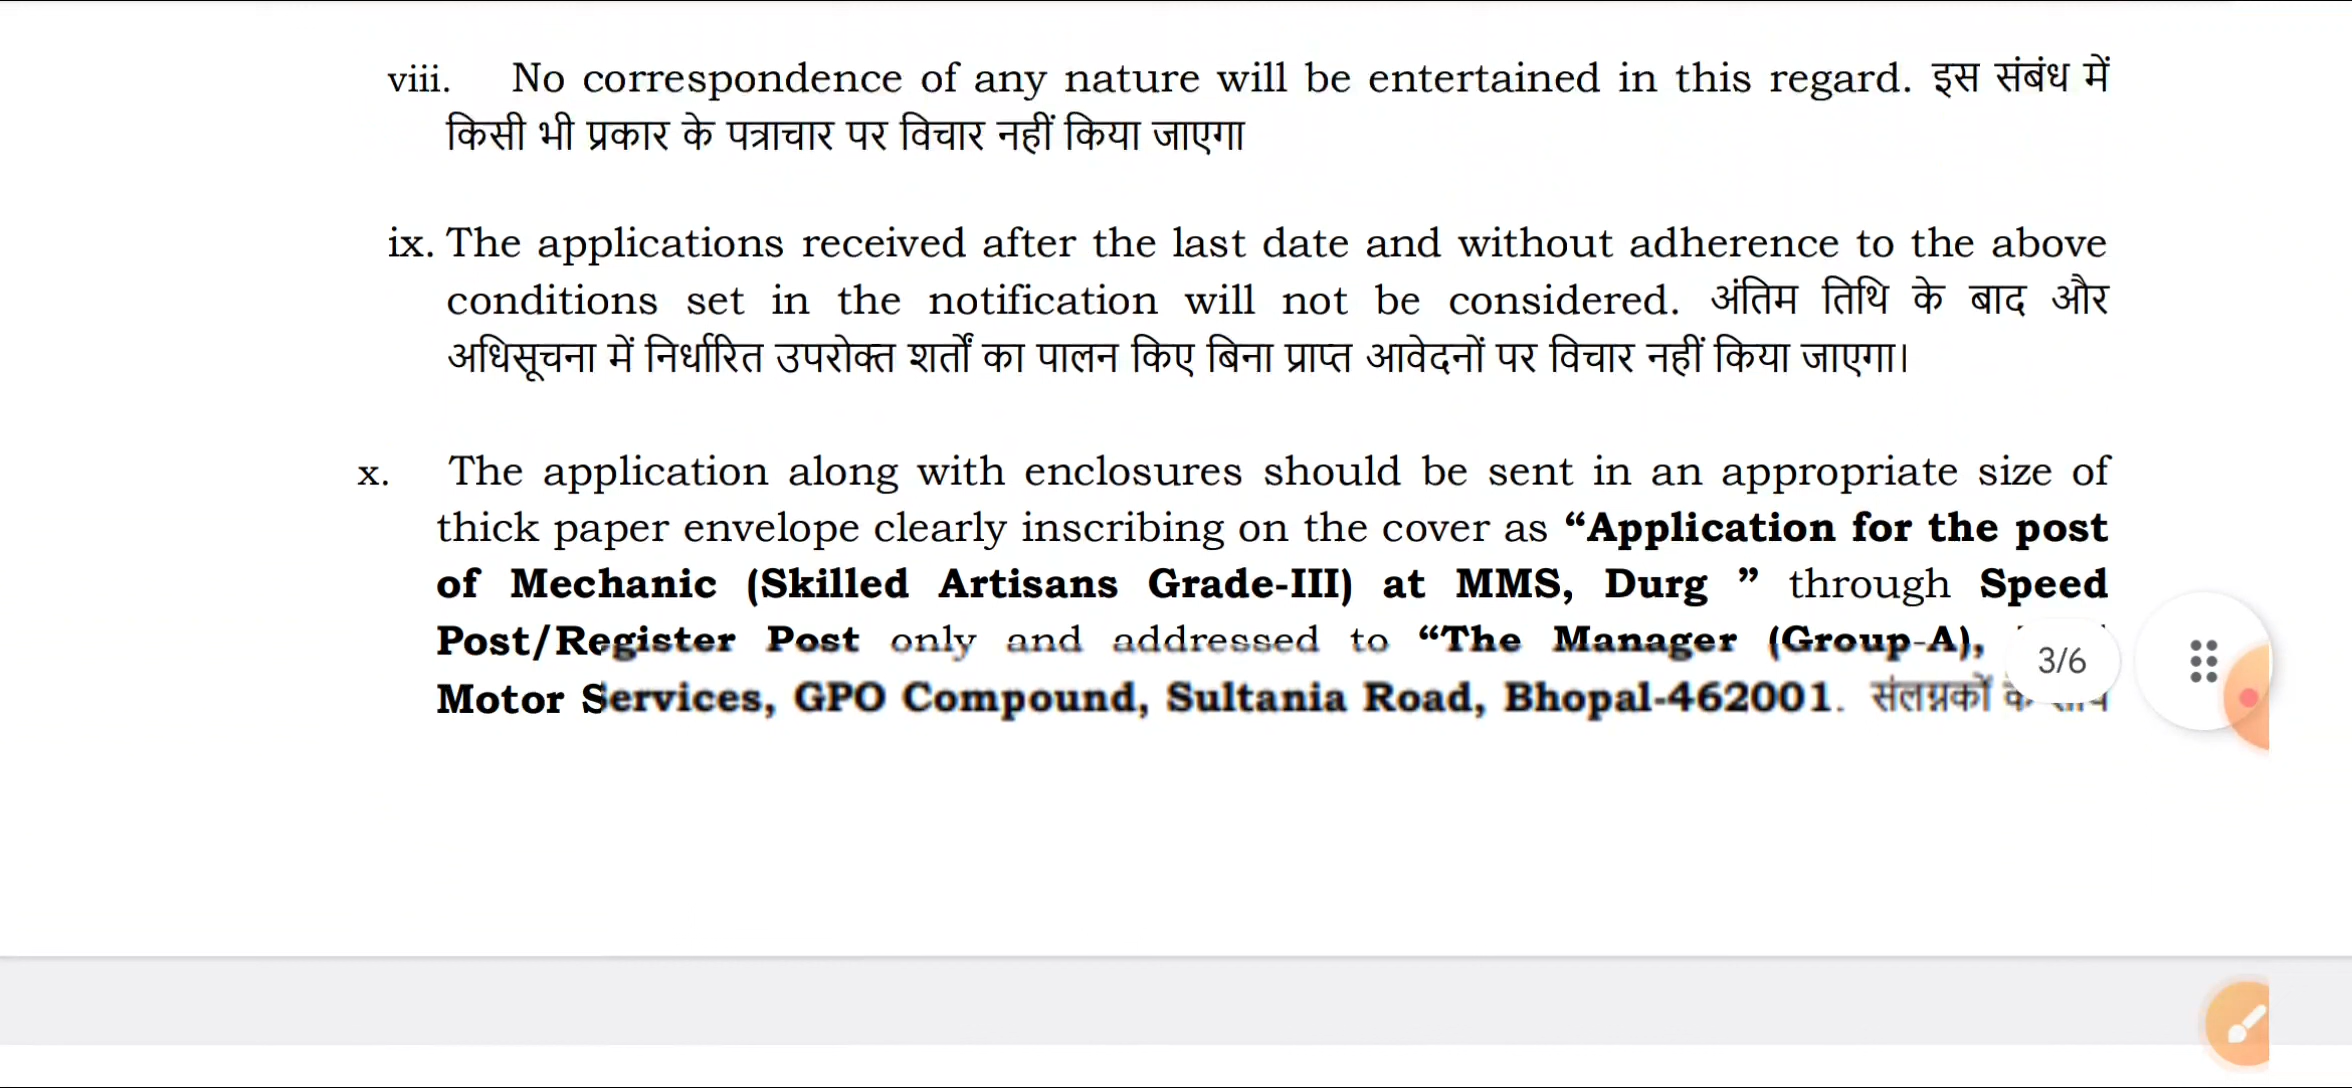 viii. No correspondence of any nature will be entertained in this regard. इस संबंध में
किसी भी प्रकार के पत्राचार पर विचार नहीं किया जाएगा
ix. The applications received after the last date and without adherence to the above
conditions set in the notification will not be considered. अंतिम तिथि के बाद और
अधिसूचना में निर्धारित उपरोक्त शर्तों का पालन किए बिना प्राप्त आवेदनों पर विचार नहीं किया जाएगा।
x. The application along with enclosures should be sent in an appropriate size of
thick paper envelope clearly inscribing on the cover as “Application for the post
of Mechanic (Skilled Artisans Grade-III) at MMS, Durg ” through Speed
Post/Register Post only and addressed to “The Manager (Group-A),
3/6
Motor Services, GPO Compound, Sultania Road, Bhopal-462001. संलग्नकों